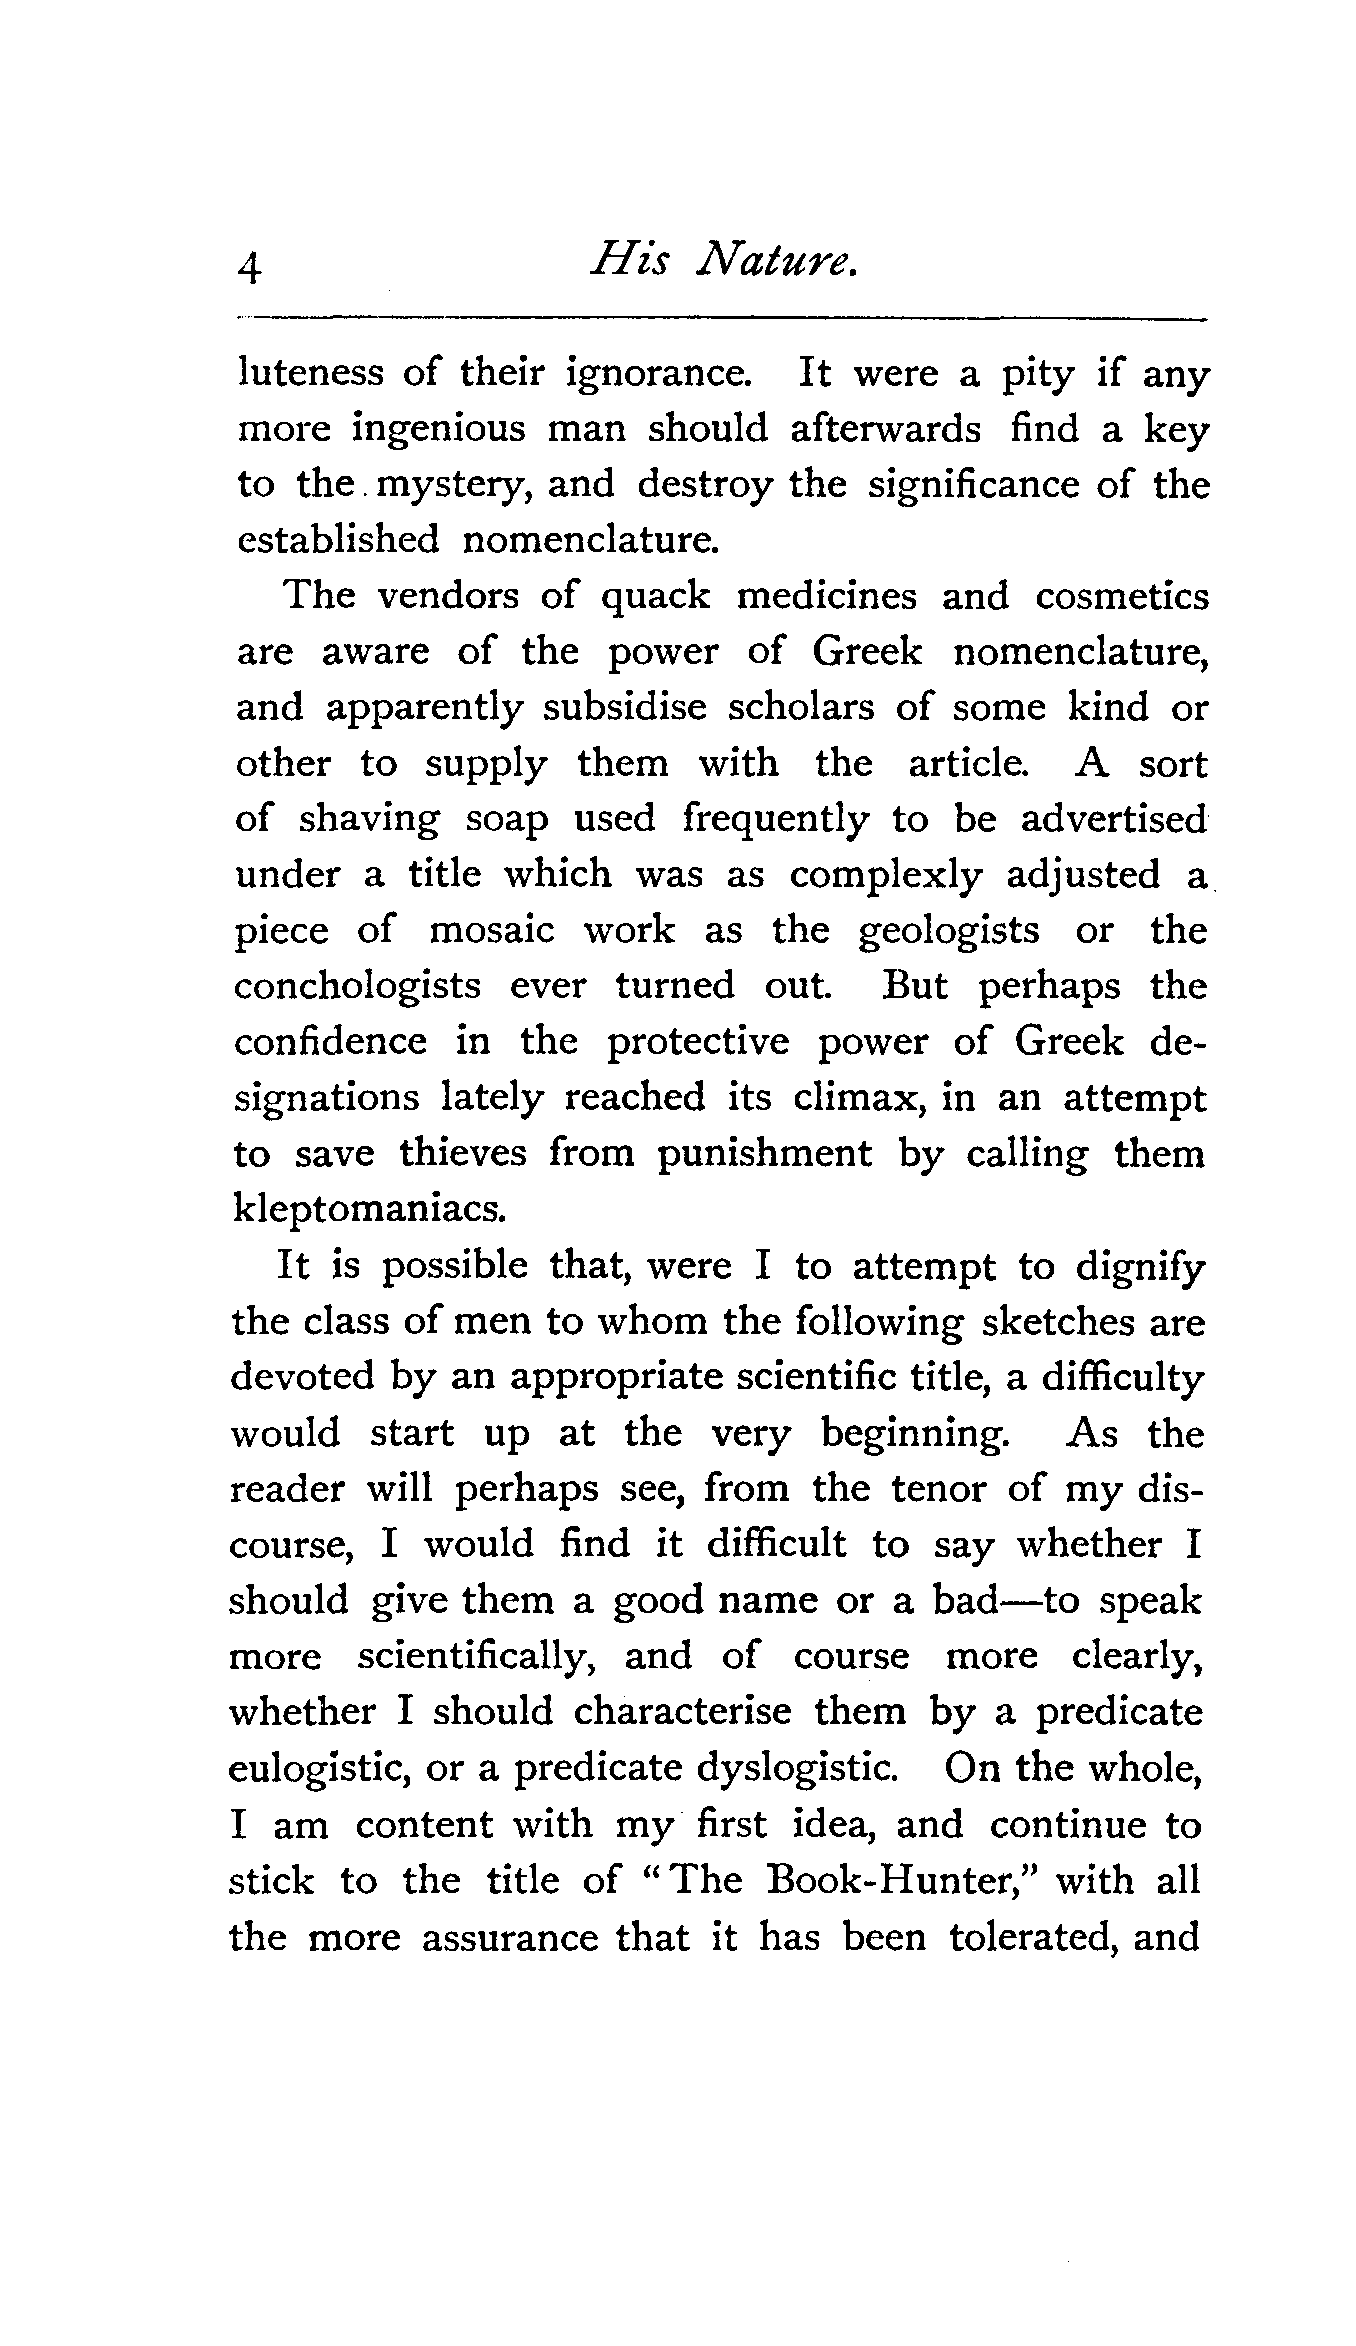 4 His Nature.
luteness of their ignorance. It were a pity if any
more ingenious man should afterwards find a key
to the mystery, and destroy the significance of the
established nomenclature.
The vendors of quack medicines and cosmetics
are aware of the power of Greek nomenclature,
and apparently subsidise scholars of some kind or
other to supply them with the article. A sort
of shaving soap used frequently to be advertised
under a title which was as complexly adjusted a
piece of mosaic work as the geologists or the
conchologists ever turned out. But perhaps the
confidence in the protective power of Greek de-
signations lately reached its climax, in an attempt
to save thieves from punishment by calling them
kleptomaniacs.
It is possible that, were I to attempt to dignify
the class of men to whom the following sketches are
devoted by an appropriate scientific title, a difficulty
would start up at the very beginning. As the
reader will perhaps see, from the tenor of my dis-
course, I would find it difficult to say whether I
should give them a good name or a bad—to speak
more scientifically, and of course more clearly,
whether I should characterise them by a predicate
eulogistic, or a predicate dyslogistic. On the whole,
I am content with my first idea, and continue to
stick to the title of “The Book-Hunter,” with all
the more assurance that it has been tolerated, and